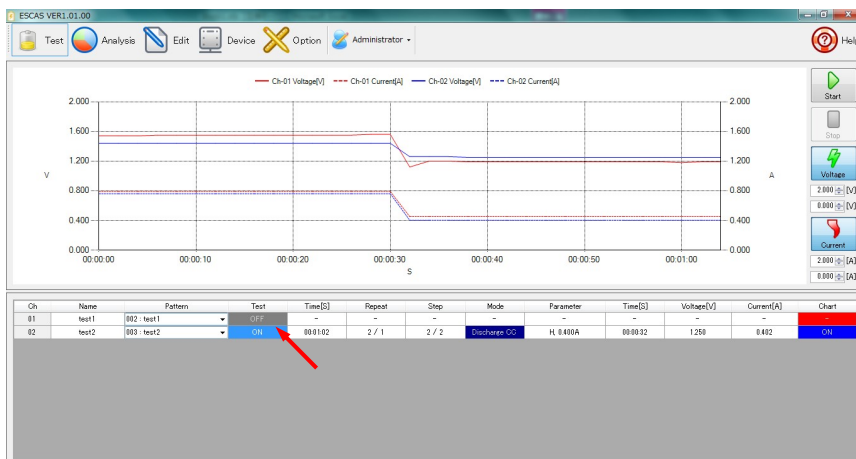 ESCAS VER1.01.00
Test Analysis Edit Device Option Administrator Help
Ch-01 Voltage[V] Ch-01 Current[A] Ch-02 Voltage[V] Ch-02 Current[A]
Start
2.000 2.000
1.600 1.600
Stop
1.200 1.200
V A
Voltage
0.800 0.800
2.000 [V]
0.000 [V]
0.400 0.400
0.000 0.000
Current
00:00:00 00:00:10 00:00:20 00:00:30 00:00:40 00:00:50 00:01:00
S
2.000 [A]
0.000 [A]
Ch Name Pattern Test Time[S] Repeat Step Mode Parameter Time[S] Voltage[V] Current[A] Chart
01 test1 002 : test1 OFF - - - - - - - - -
02 test2 003 : test2 ON 00:01:02 2 / 1 2 / 2 Discharge CC H, 0.400A 00:00:32 1.250 0.402 ON